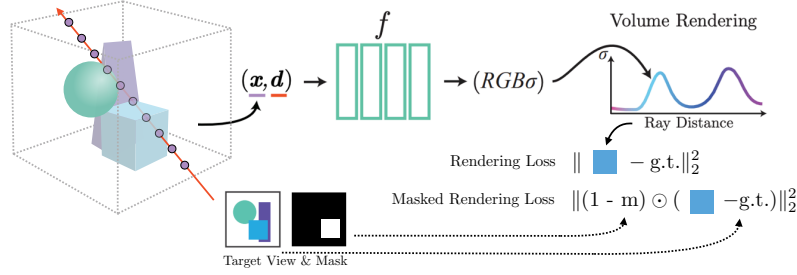 Volume Rendering
f
(x,d)
(RGBσ)
σ
Ray Distance
Rendering Loss ‖ − g.t.‖₂²
Masked Rendering Loss ‖(1 - m) ⊙ ( −g.t.)‖₂²
Target View & Mask